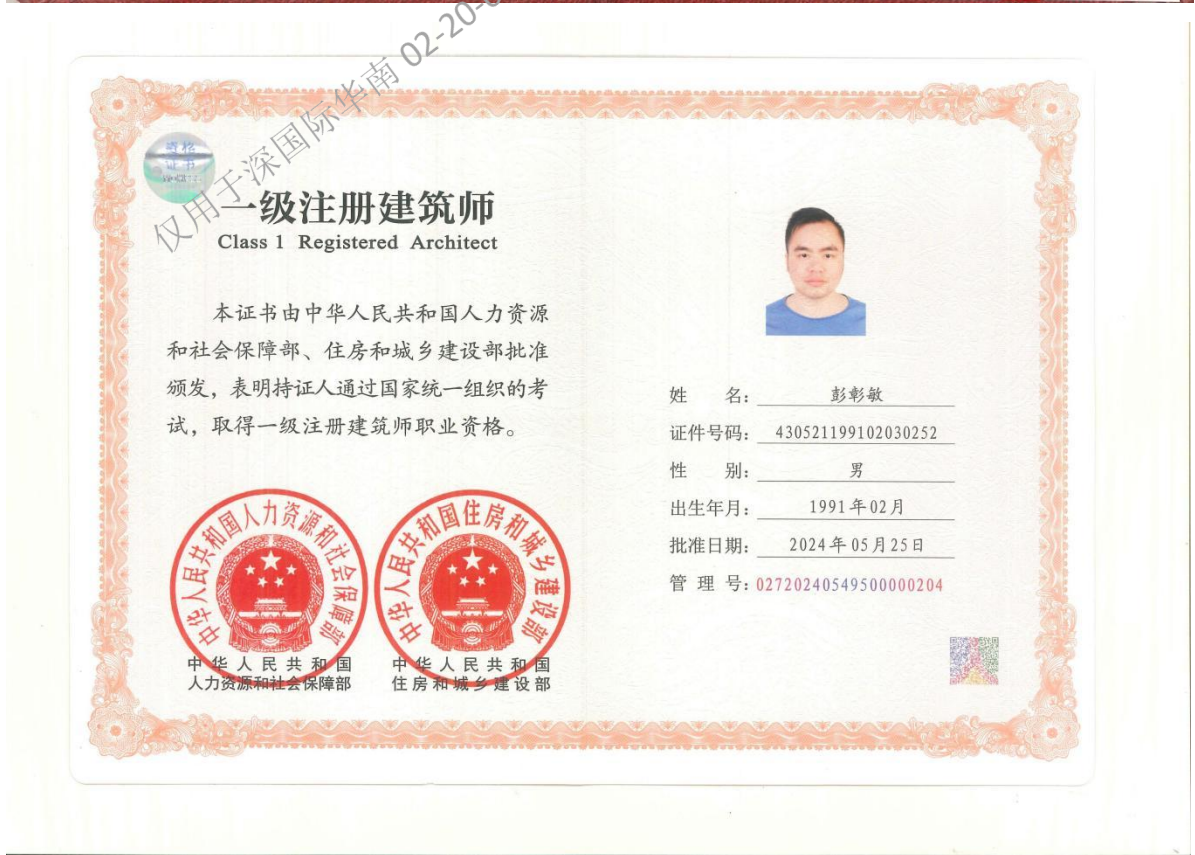 仅用于深国际华南 02-20-
资格
证书
一级注册建筑师
Class 1 Registered Architect
本证书由中华人民共和国人力资源
和社会保障部、住房和城乡建设部批准
颁发，表明持证人通过国家统一组织的考
试，取得一级注册建筑师职业资格。
中华人民共和国人力资源和社会保障部
中华人民共和国住房和城乡建设部
中华人民共和国
人力资源和社会保障部
中华人民共和国
住房和城乡建设部
姓 名：彭彰敏
证件号码：430521199102030252
性 别：男
出生年月：1991年02月
批准日期：2024年05月25日
管 理 号：02720240549500000204